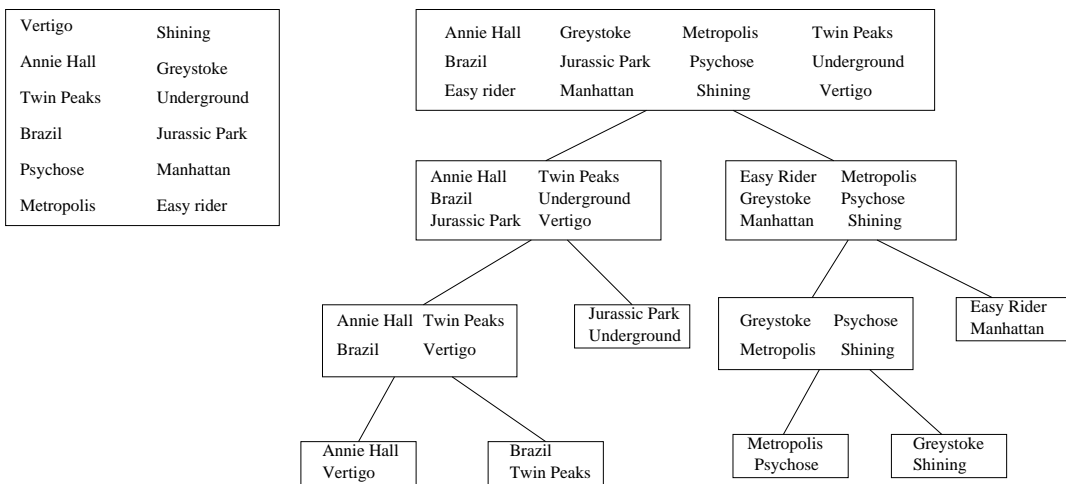 Vertigo Shining
Annie Hall Greystoke
Twin Peaks Underground
Brazil Jurassic Park
Psychose Manhattan
Metropolis Easy rider
Annie Hall Greystoke Metropolis Twin Peaks
Brazil Jurassic Park Psychose Underground
Easy rider Manhattan Shining Vertigo
Annie Hall Twin Peaks
Brazil Underground
Jurassic Park Vertigo
Easy Rider Metropolis
Greystoke Psychose
Manhattan Shining
Annie Hall Twin Peaks
Brazil Vertigo
Jurassic Park
Underground
Greystoke Psychose
Metropolis Shining
Easy Rider
Manhattan
Annie Hall
Vertigo
Brazil
Twin Peaks
Metropolis
Psychose
Greystoke
Shining